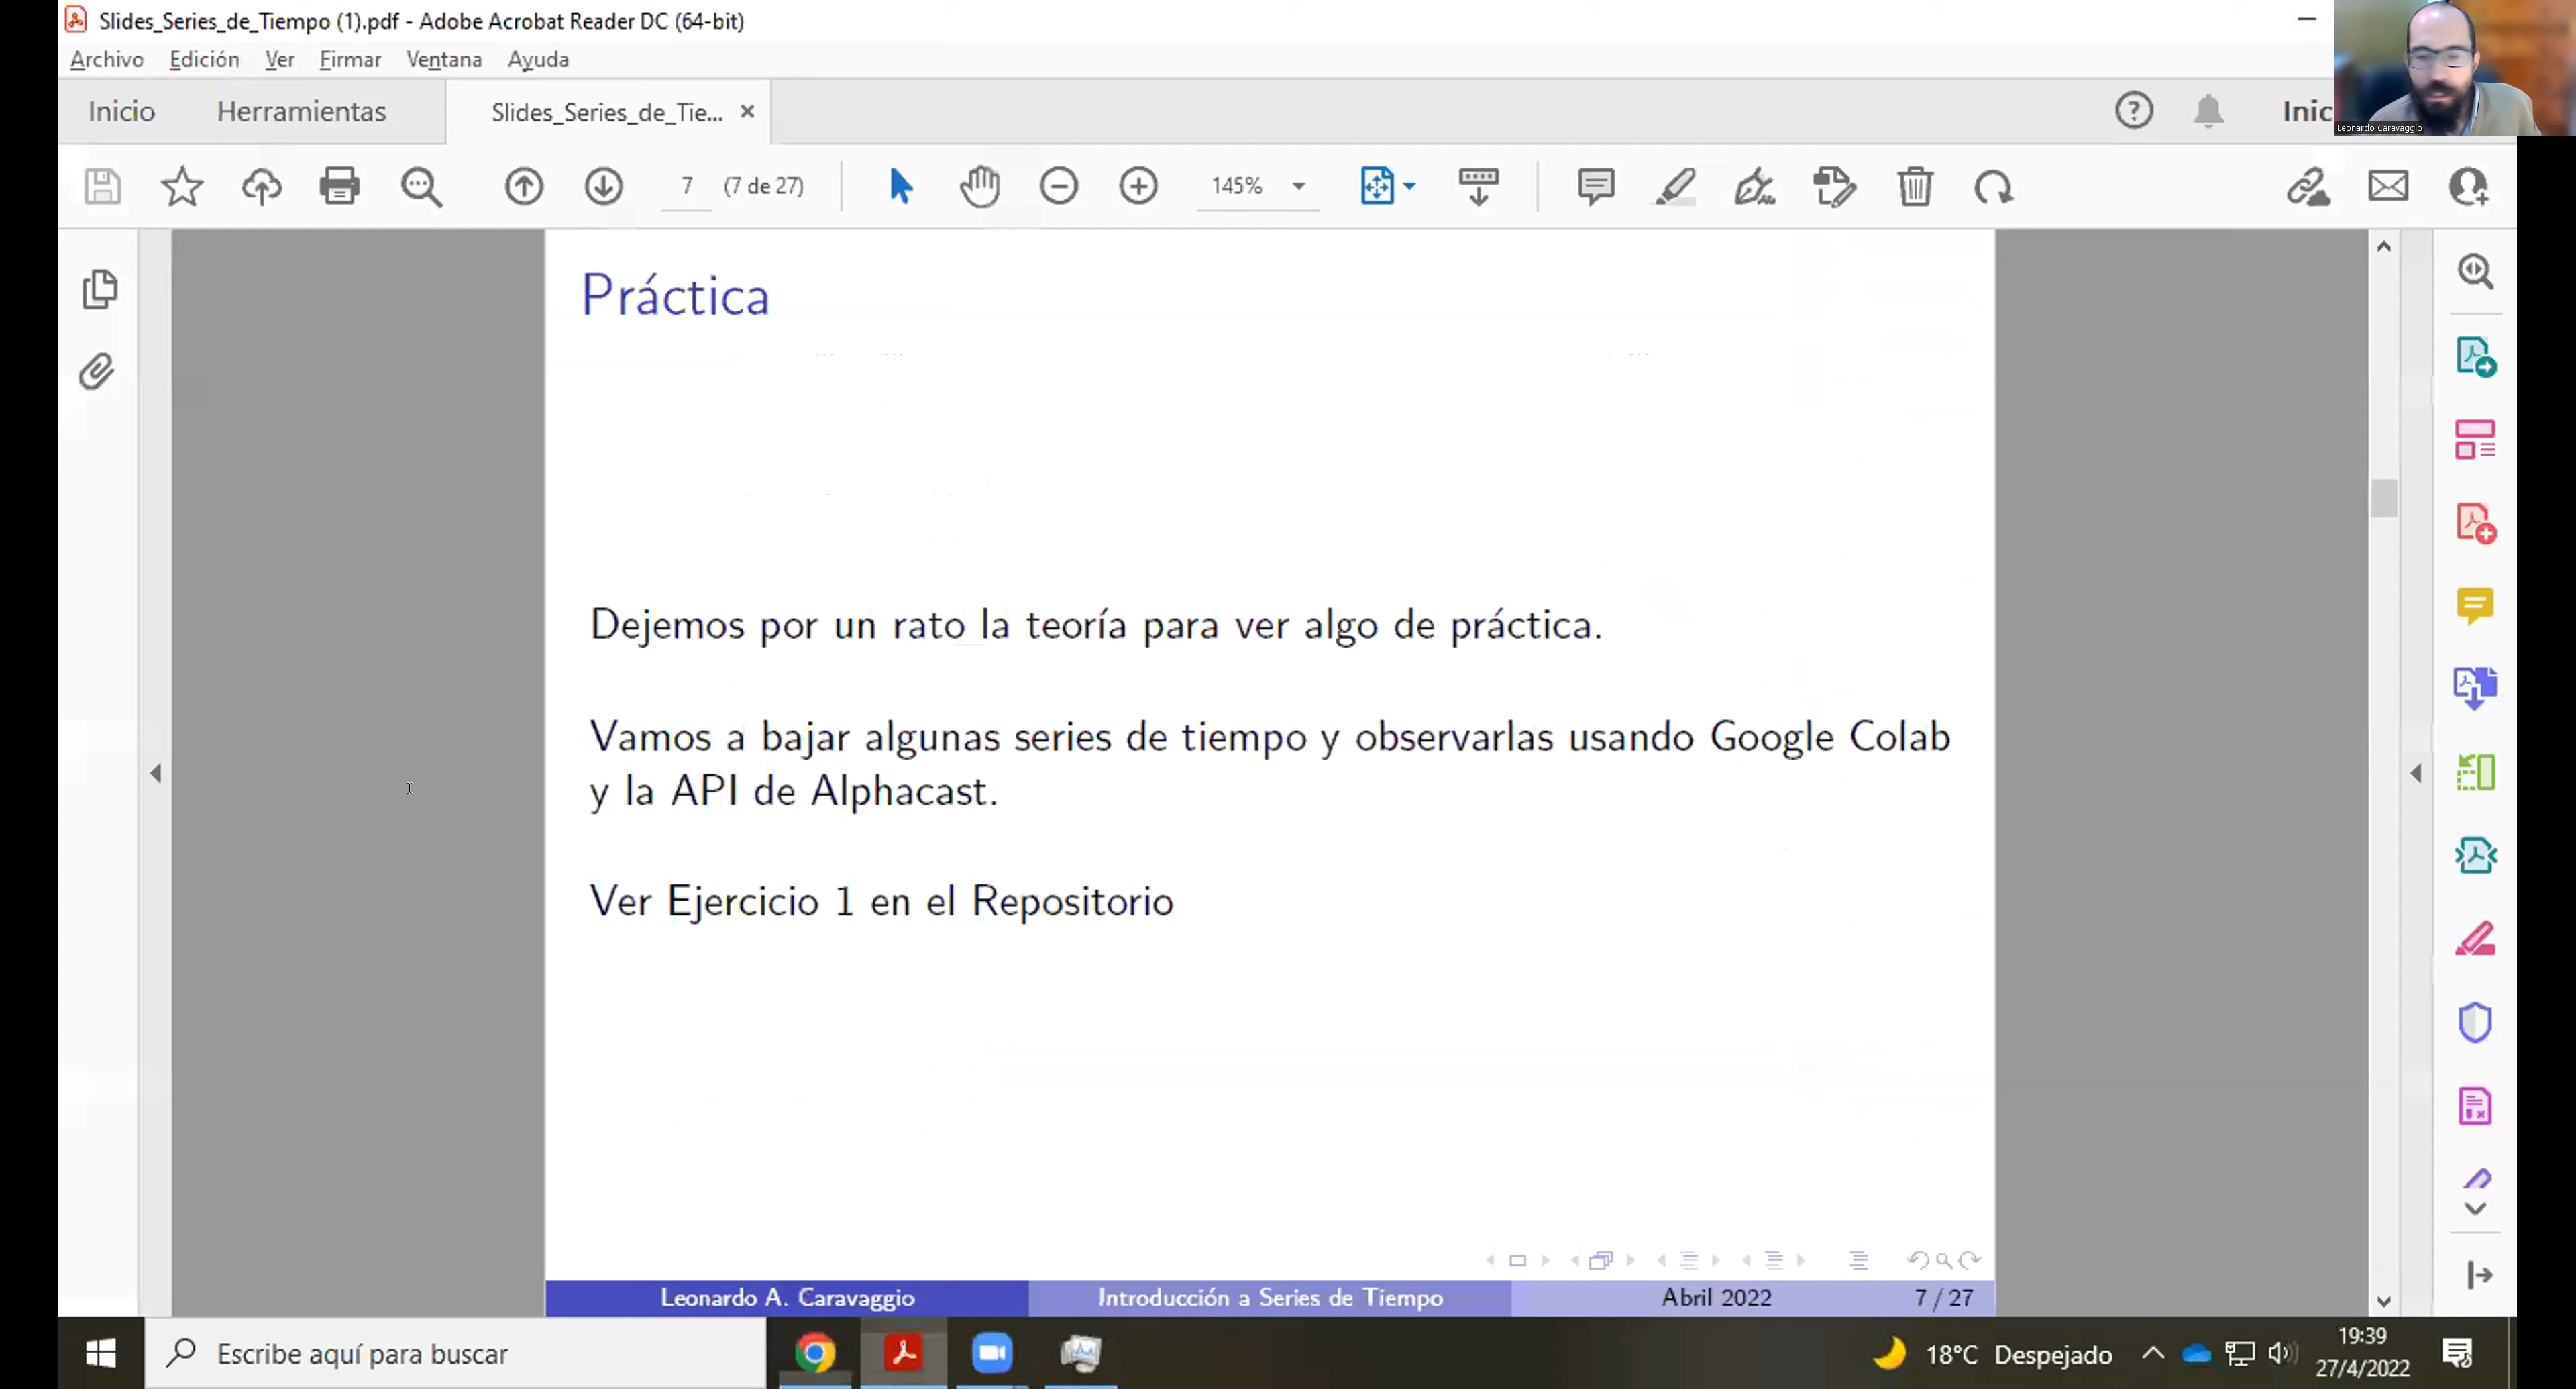 Slides_Series_de_Tiempo (1).pdf - Adobe Acrobat Reader DC (64-bit)
Archivo Edición Ver Firmar Ventana Ayuda
Inicio Herramientas Slides_Series_de_Tie... Inic
Leonardo Caravaggio
7 (7 de 27) 145%
Práctica
Dejemos por un rato la teoría para ver algo de práctica.
Vamos a bajar algunas series de tiempo y observarlas usando Google Colab
y la API de Alphacast.
Ver Ejercicio 1 en el Repositorio
Leonardo A. Caravaggio Introducción a Series de Tiempo Abril 2022 7 / 27
Escribe aquí para buscar 18°C Despejado 19:39
27/4/2022